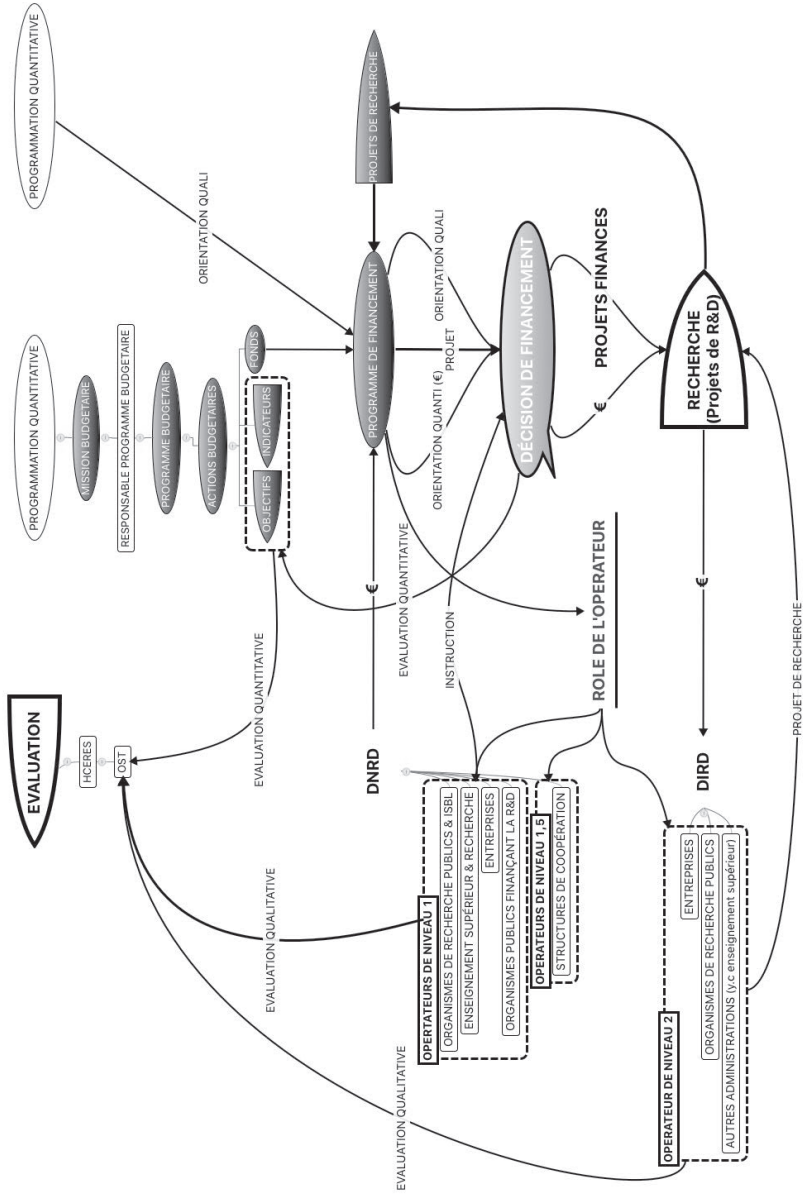 EVALUATION
HCERES
OST
PROGRAMMATION QUANTITATIVE
MISSION BUDGETAIRE
RESPONSABLE PROGRAMME BUDGETAIRE
PROGRAMME BUDGETAIRE
ACTIONS BUDGETAIRES
OBJECTIFS
INDICATEURS
FONDS
PROGRAMMATION QUANTITATIVE
ORIENTATION QUALI
EVALUATION QUANTITATIVE
EVALUATION QUALITATIVE
EVALUATION QUALITATIVE
DNRD
€
PROGRAMME DE FINANCEMENT
PROJETS DE RECHERCHE
EVALUATION QUANTITATIVE
ORIENTATION QUANTI (€)
PROJET
ORIENTATION QUALI
INSTRUCTION
OPERTATEURS DE NIVEAU 1
ORGANISMES DE RECHERCHE PUBLICS & ISBL
ENSEIGNEMENT SUPÉRIEUR & RECHERCHE
ENTREPRISES
ORGANISMES PUBLICS FINANÇANT LA R&D
DÉCISION DE FINANCEMENT
OPERATEURS DE NIVEAU 1,5
STRUCTURES DE COOPÉRATION
ROLE DE L'OPERATEUR
€
PROJETS FINANCES
OPERATEUR DE NIVEAU 2
ENTREPRISES
ORGANISMES DE RECHERCHE PUBLICS
AUTRES ADMINISTRATIONS (y.c enseignement supérieur)
DIRD
€
RECHERCHE
(Projets de R&D)
PROJET DE RECHERCHE